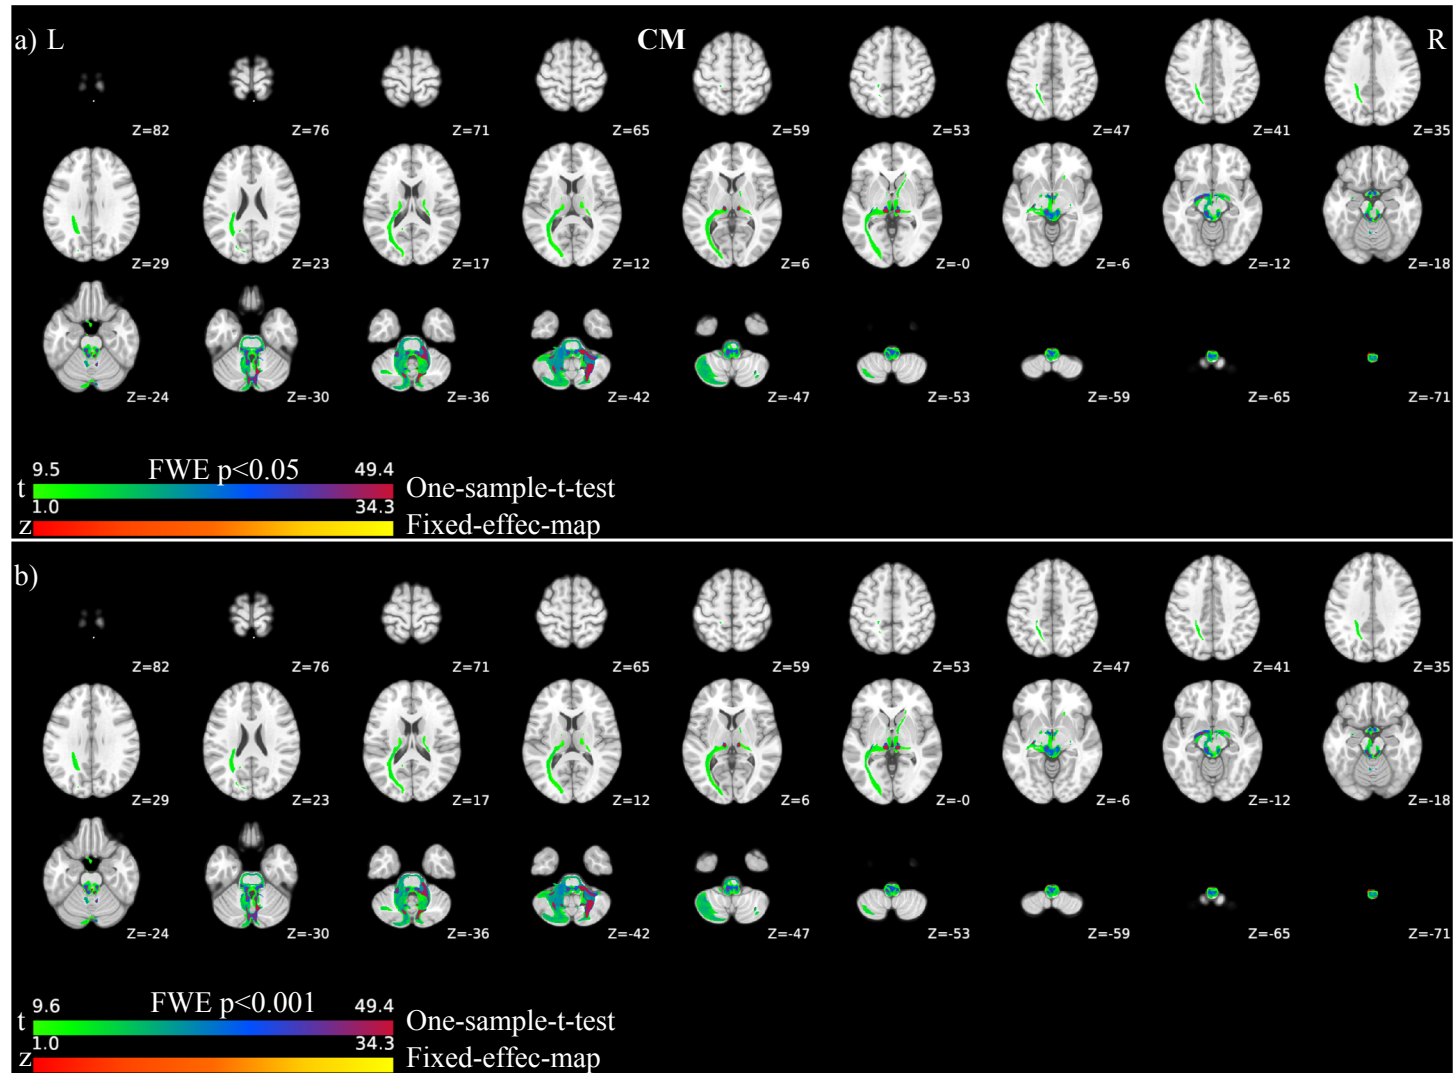 a) L CM R
Z=82 Z=76 Z=71 Z=65 Z=59 Z=53 Z=47 Z=41 Z=35
Z=29 Z=23 Z=17 Z=12 Z=6 Z=-0 Z=-6 Z=-12 Z=-18
Z=-24 Z=-30 Z=-36 Z=-42 Z=-47 Z=-53 Z=-59 Z=-65 Z=-71
9.5 FWE p<0.05 49.4
t One-sample-t-test
1.0 34.3
z Fixed-effec-map
b)
Z=82 Z=76 Z=71 Z=65 Z=59 Z=53 Z=47 Z=41 Z=35
Z=29 Z=23 Z=17 Z=12 Z=6 Z=-0 Z=-6 Z=-12 Z=-18
Z=-24 Z=-30 Z=-36 Z=-42 Z=-47 Z=-53 Z=-59 Z=-65 Z=-71
9.6 FWE p<0.001 49.4
t One-sample-t-test
1.0 34.3
z Fixed-effec-map